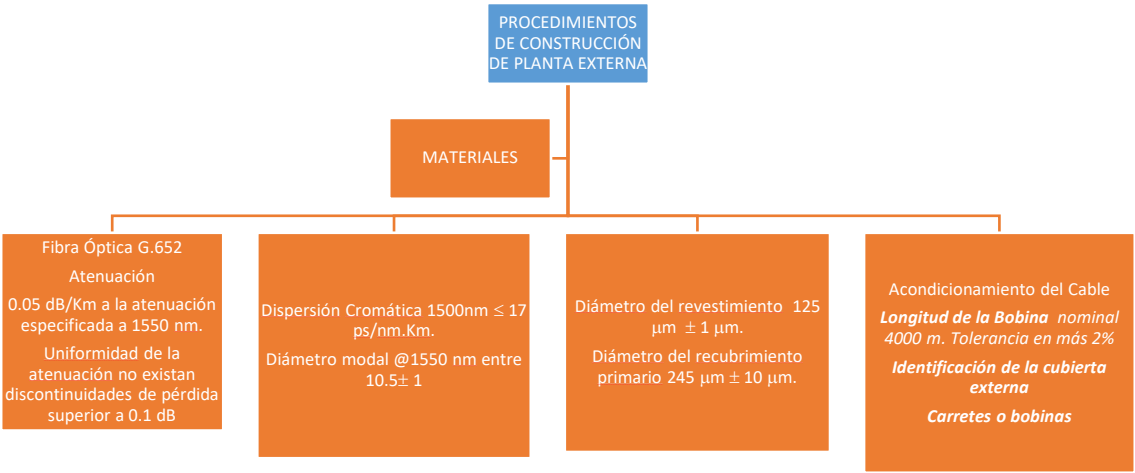 PROCEDIMIENTOS
DE CONSTRUCCIÓN
DE PLANTA EXTERNA
MATERIALES
Fibra Óptica G.652
Atenuación
0.05 dB/Km a la atenuación
especificada a 1550 nm.
Uniformidad de la
atenuación no existan
discontinuidades de pérdida
superior a 0.1 dB
Dispersión Cromática 1500nm ≤ 17
ps/nm.Km.
Diámetro modal @1550 nm entre
10.5± 1
Diámetro del revestimiento 125
μm ± 1 μm.
Diámetro del recubrimiento
primario 245 μm ± 10 μm.
Acondicionamiento del Cable
Longitud de la Bobina nominal
4000 m. Tolerancia en más 2%
Identificación de la cubierta
externa
Carretes o bobinas